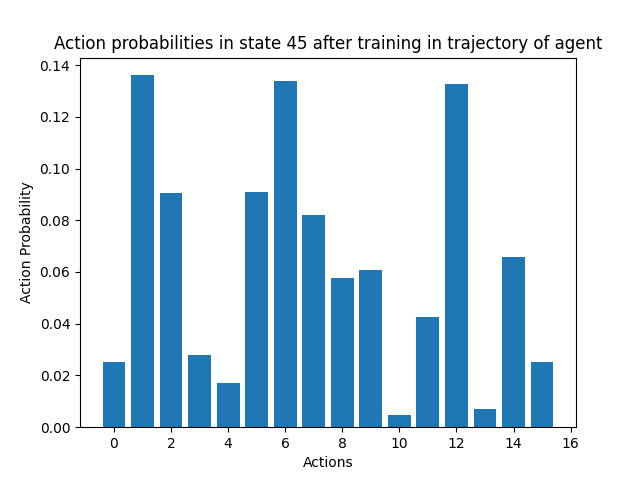 Action probabilities in state 45 after training in trajectory of agent
0.14
0.12
0.10
0.08
0.06
0.04
0.02
0.00
Action Probability
0 2 4 6 8 10 12 14 16
Actions